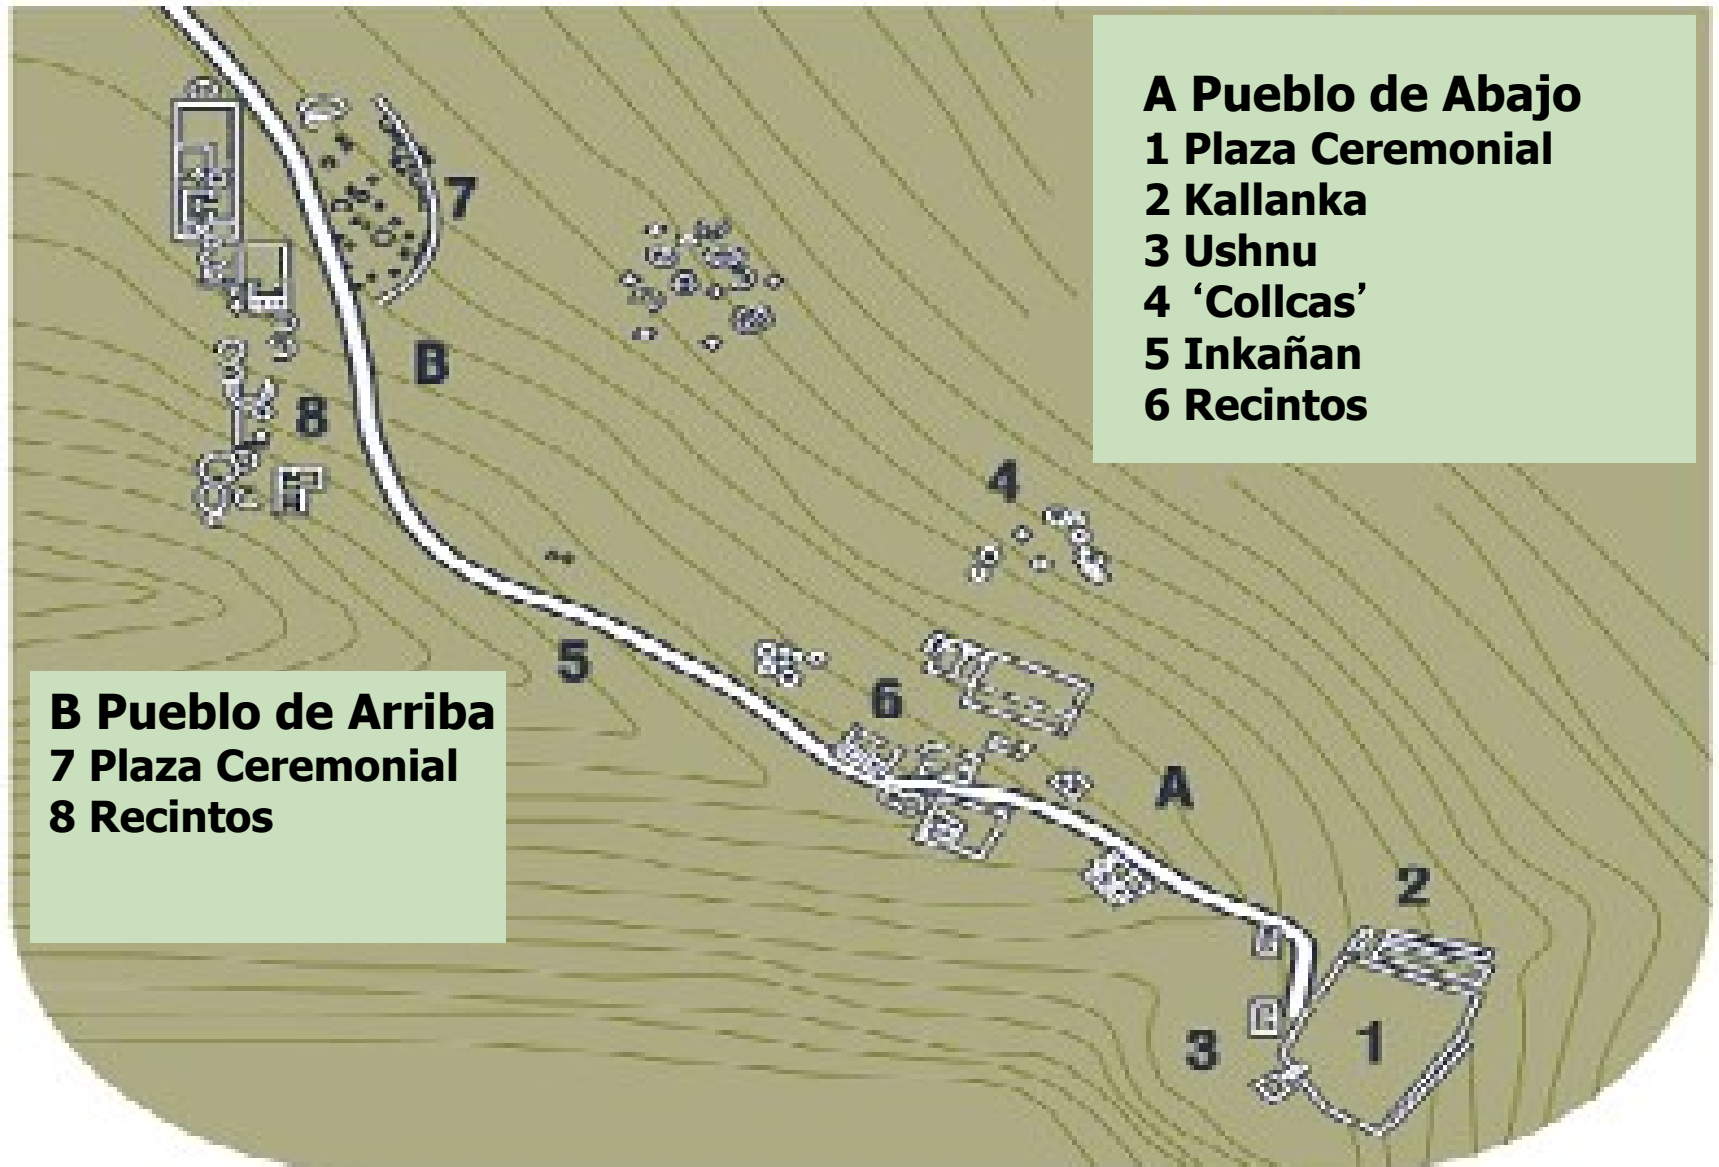 A Pueblo de Abajo
1 Plaza Ceremonial
2 Kallanka
3 Ushnu
4 ‘Collcas’
5 Inkañan
6 Recintos
7
B
8
4
5
6
A
2
3
1
B Pueblo de Arriba
7 Plaza Ceremonial
8 Recintos